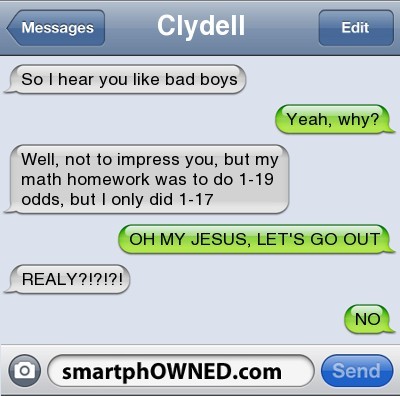 Messages
Clydell
Edit
So I hear you like bad boys
Yeah, why?
Well, not to impress you, but my
math homework was to do 1-19
odds, but I only did 1-17
OH MY JESUS, LET'S GO OUT
REALY?!?!?!
NO
smartphOWNED.com
Send